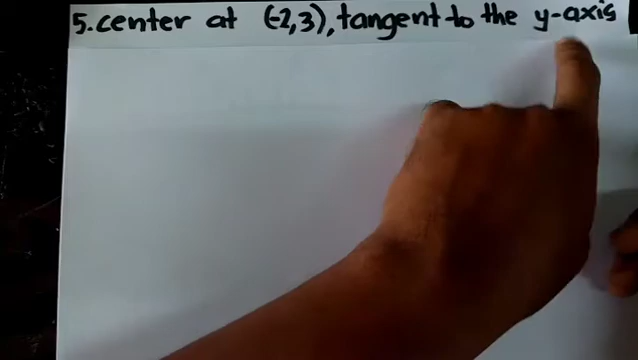 5. center at (-2,3), tangent to the y-axis